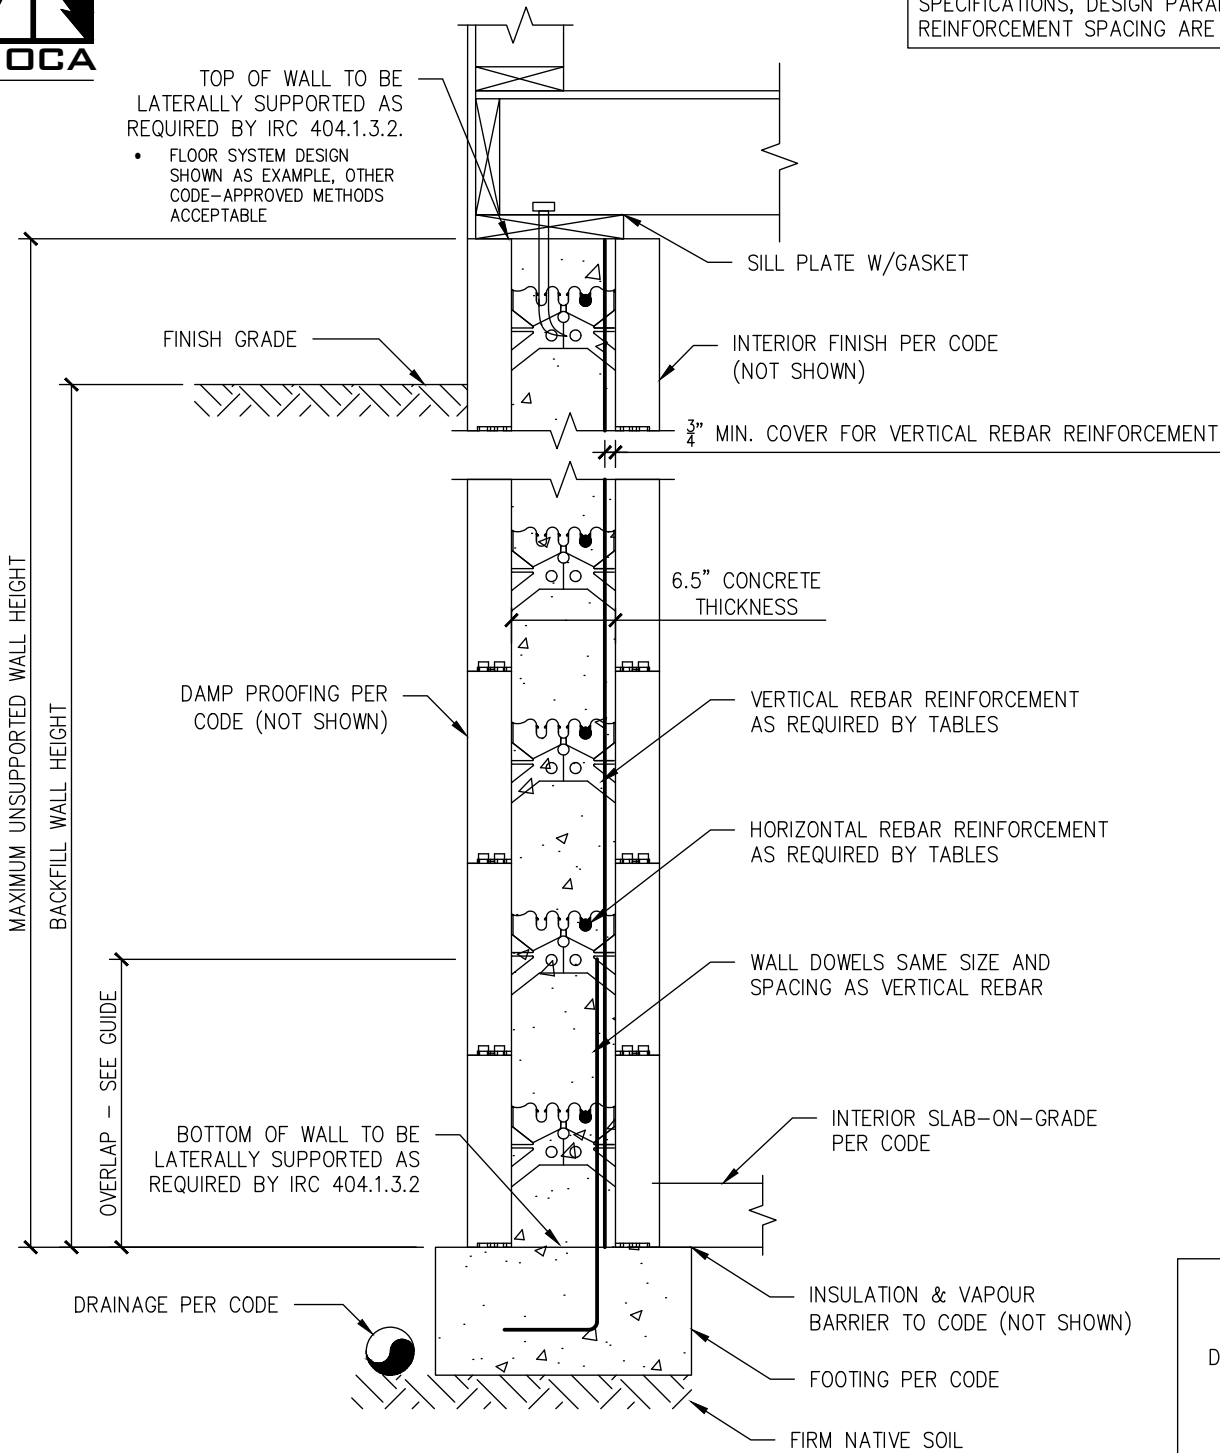 OCA
SPECIFICATIONS, DESIGN
REINFORCEMENT SPACING ARE
TOP OF WALL TO BE
LATERALLY SUPPORTED AS
REQUIRED BY IRC 404.1.3.2.
• FLOOR SYSTEM DESIGN
SHOWN AS EXAMPLE, OTHER
CODE-APPROVED METHODS
ACCEPTABLE
SILL PLATE W/GASKET
FINISH GRADE
INTERIOR FINISH PER CODE
(NOT SHOWN)
3/4" MIN. COVER FOR VERTICAL REBAR REINFORCEMENT
6.5" CONCRETE
THICKNESS
MAXIMUM UNSUPPORTED WALL HEIGHT
BACKFILL WALL HEIGHT
DAMP PROOFING PER
CODE (NOT SHOWN)
VERTICAL REBAR REINFORCEMENT
AS REQUIRED BY TABLES
HORIZONTAL REBAR REINFORCEMENT
AS REQUIRED BY TABLES
WALL DOWELS SAME SIZE AND
SPACING AS VERTICAL REBAR
OVERLAP - SEE GUIDE
BOTTOM OF WALL TO BE
LATERALLY SUPPORTED AS
REQUIRED BY IRC 404.1.3.2
INTERIOR SLAB-ON-GRADE
PER CODE
DRAINAGE PER CODE
INSULATION & VAPOUR
BARRIER TO CODE (NOT SHOWN)
D
FOOTING PER CODE
FIRM NATIVE SOIL